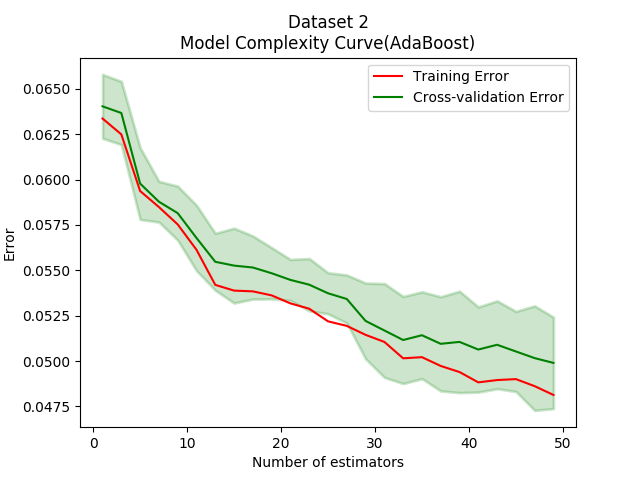 Dataset 2
Model Complexity Curve(AdaBoost)
Training Error
Cross-validation Error
Error
0.0650
0.0625
0.0600
0.0575
0.0550
0.0525
0.0500
0.0475
0 10 20 30 40 50
Number of estimators